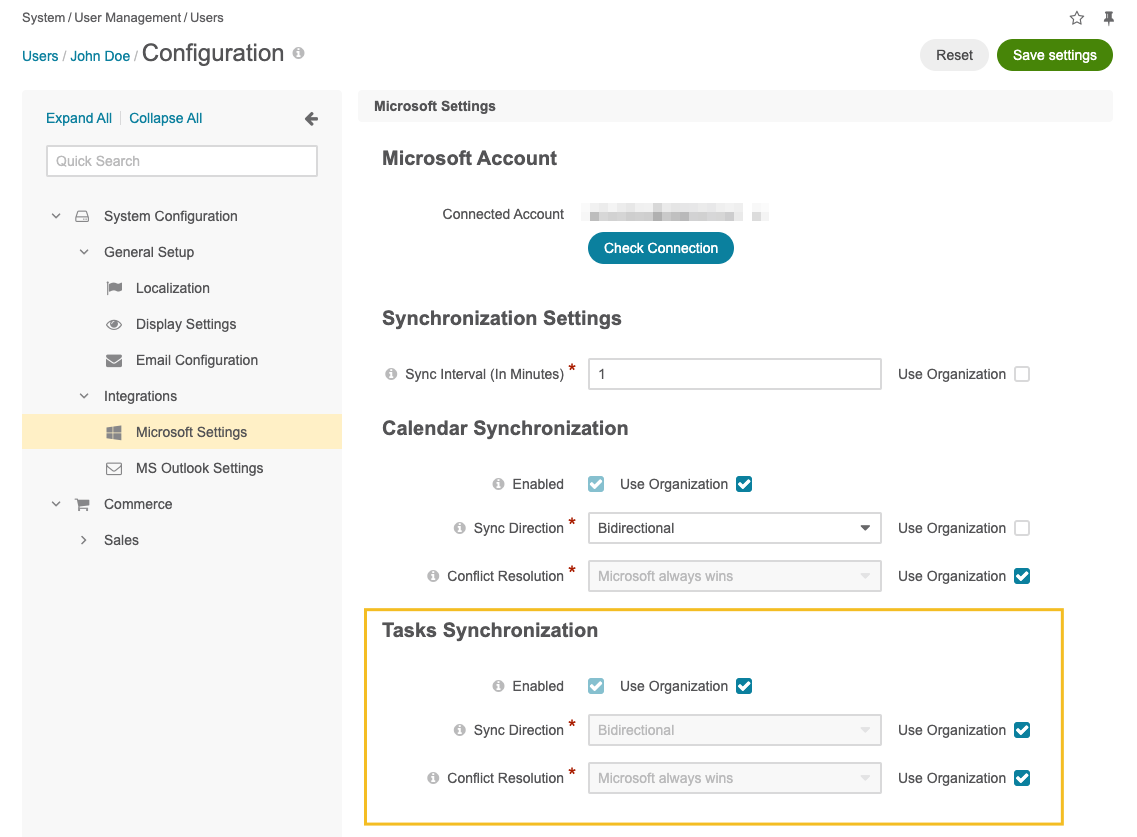 System / User Management / Users
Users / John Doe / Configuration
Reset
Save settings
Expand All
Collapse All
Quick Search
System Configuration
General Setup
Localization
Display Settings
Email Configuration
Integrations
Microsoft Settings
MS Outlook Settings
Commerce
Sales
Microsoft Settings
Microsoft Account
Connected Account
Check Connection
Synchronization Settings
Sync Interval (In Minutes) * 1 Use Organization
Calendar Synchronization
Enabled Use Organization
Sync Direction * Bidirectional Use Organization
Conflict Resolution * Microsoft always wins Use Organization
Tasks Synchronization
Enabled Use Organization
Sync Direction * Bidirectional Use Organization
Conflict Resolution * Microsoft always wins Use Organization